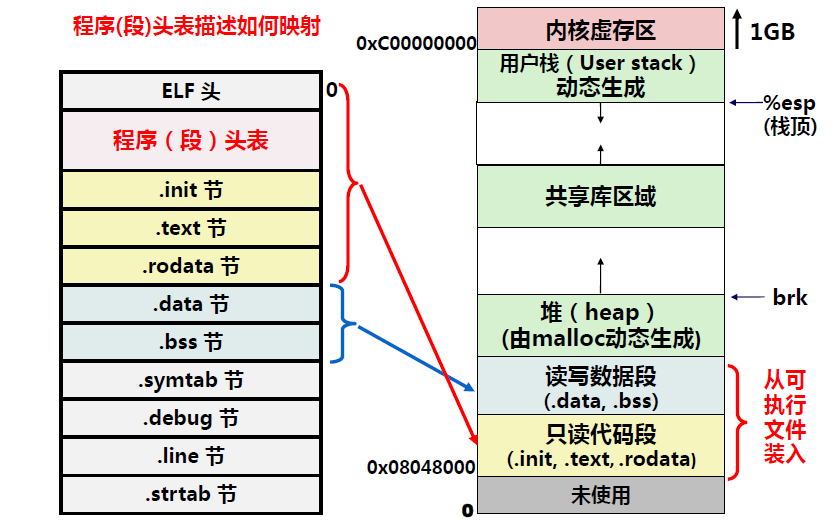 程序(段)头表描述如何映射
ELF 头
0
程序（段）头表
.init 节
.text 节
.rodata 节
.data 节
.bss 节
.symtab 节
.debug 节
.line 节
.strtab 节
0xC00000000
内核虚存区
1GB
用户栈（User stack）
动态生成
%esp
(栈顶)
共享库区域
brk
堆（heap）
(由malloc动态生成)
读写数据段
(.data, .bss)
只读代码段
(.init, .text, .rodata)
从可
执行
文件
装入
0x08048000
未使用
0